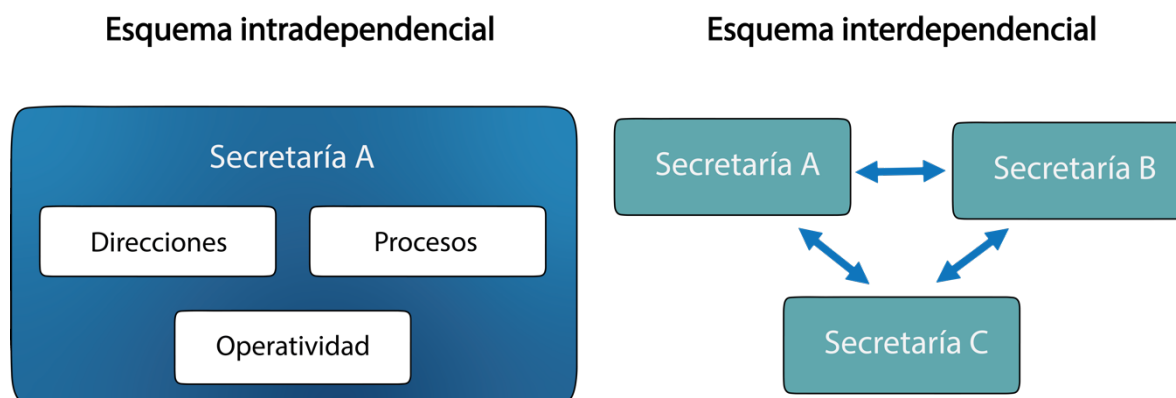 Esquema intradependencial
Secretaría A
Direcciones
Procesos
Operatividad
Esquema interdependencial
Secretaría A
Secretaría B
Secretaría C